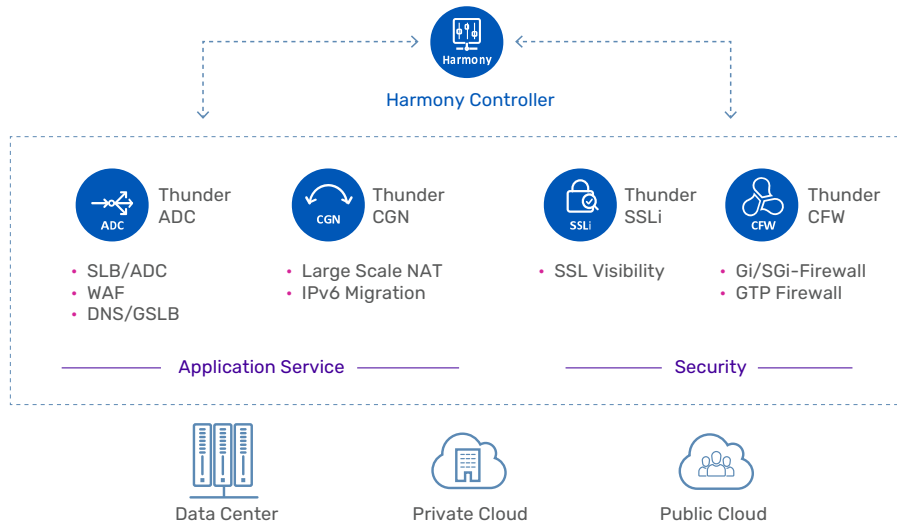 Harmony
Harmony Controller
ADC
Thunder
ADC
CGN
Thunder
CGN
SSLi
Thunder
SSLi
CFW
Thunder
CFW
• SLB/ADC
• WAF
• DNS/GSLB
• Large Scale NAT
• IPv6 Migration
• SSL Visibility
• Gi/SGi-Firewall
• GTP Firewall
Application Service
Security
Data Center
Private Cloud
Public Cloud